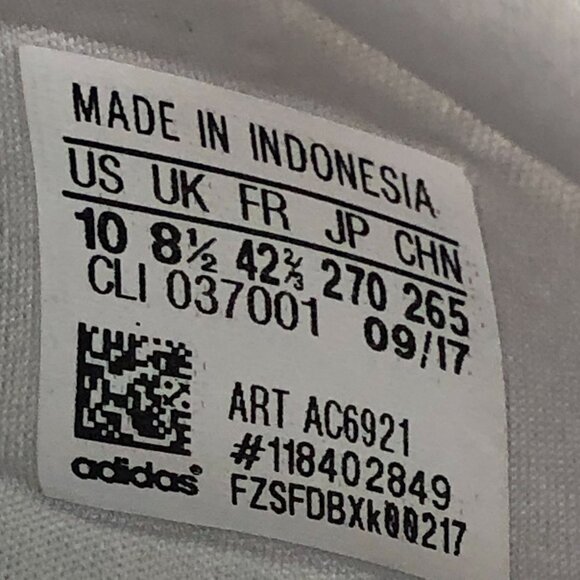 MADE IN INDONESIA
US UK FR JP CHN
10 8½ 42⅔ 270 265
CLI 037001 09/17
ART AC6921
#118402849
FZSFDBXk00217
adidas®